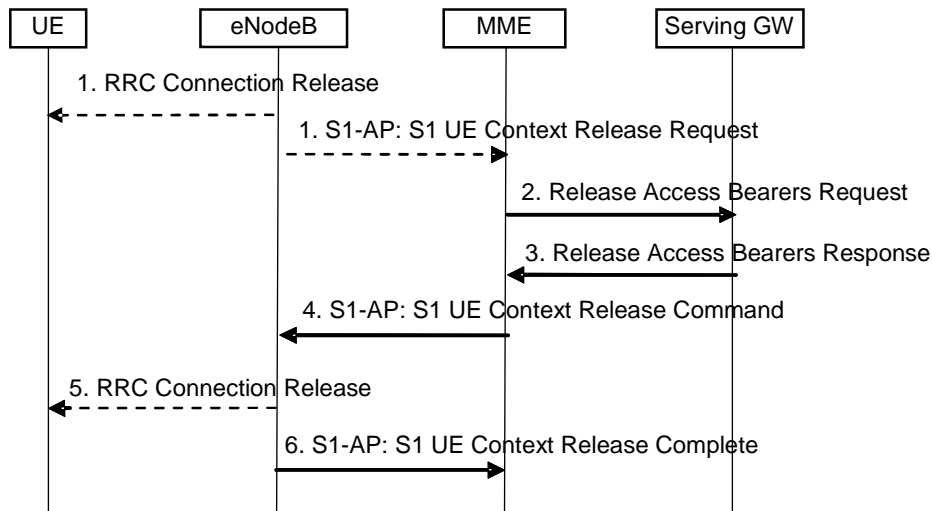 UE
eNodeB
MME
Serving GW
1. RRC Connection Release
1. S1-AP: S1 UE Context Release Request
2. Release Access Bearers Request
3. Release Access Bearers Response
4. S1-AP: S1 UE Context Release Command
5. RRC Connection Release
6. S1-AP: S1 UE Context Release Complete